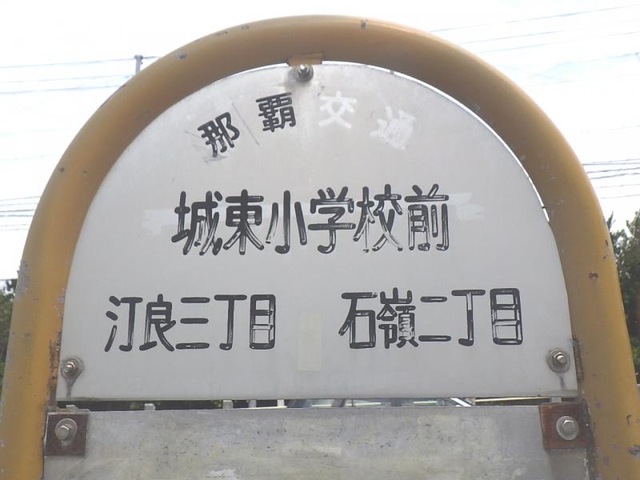 那覇交通
城東小学校前
汀良三丁目 石嶺二丁目